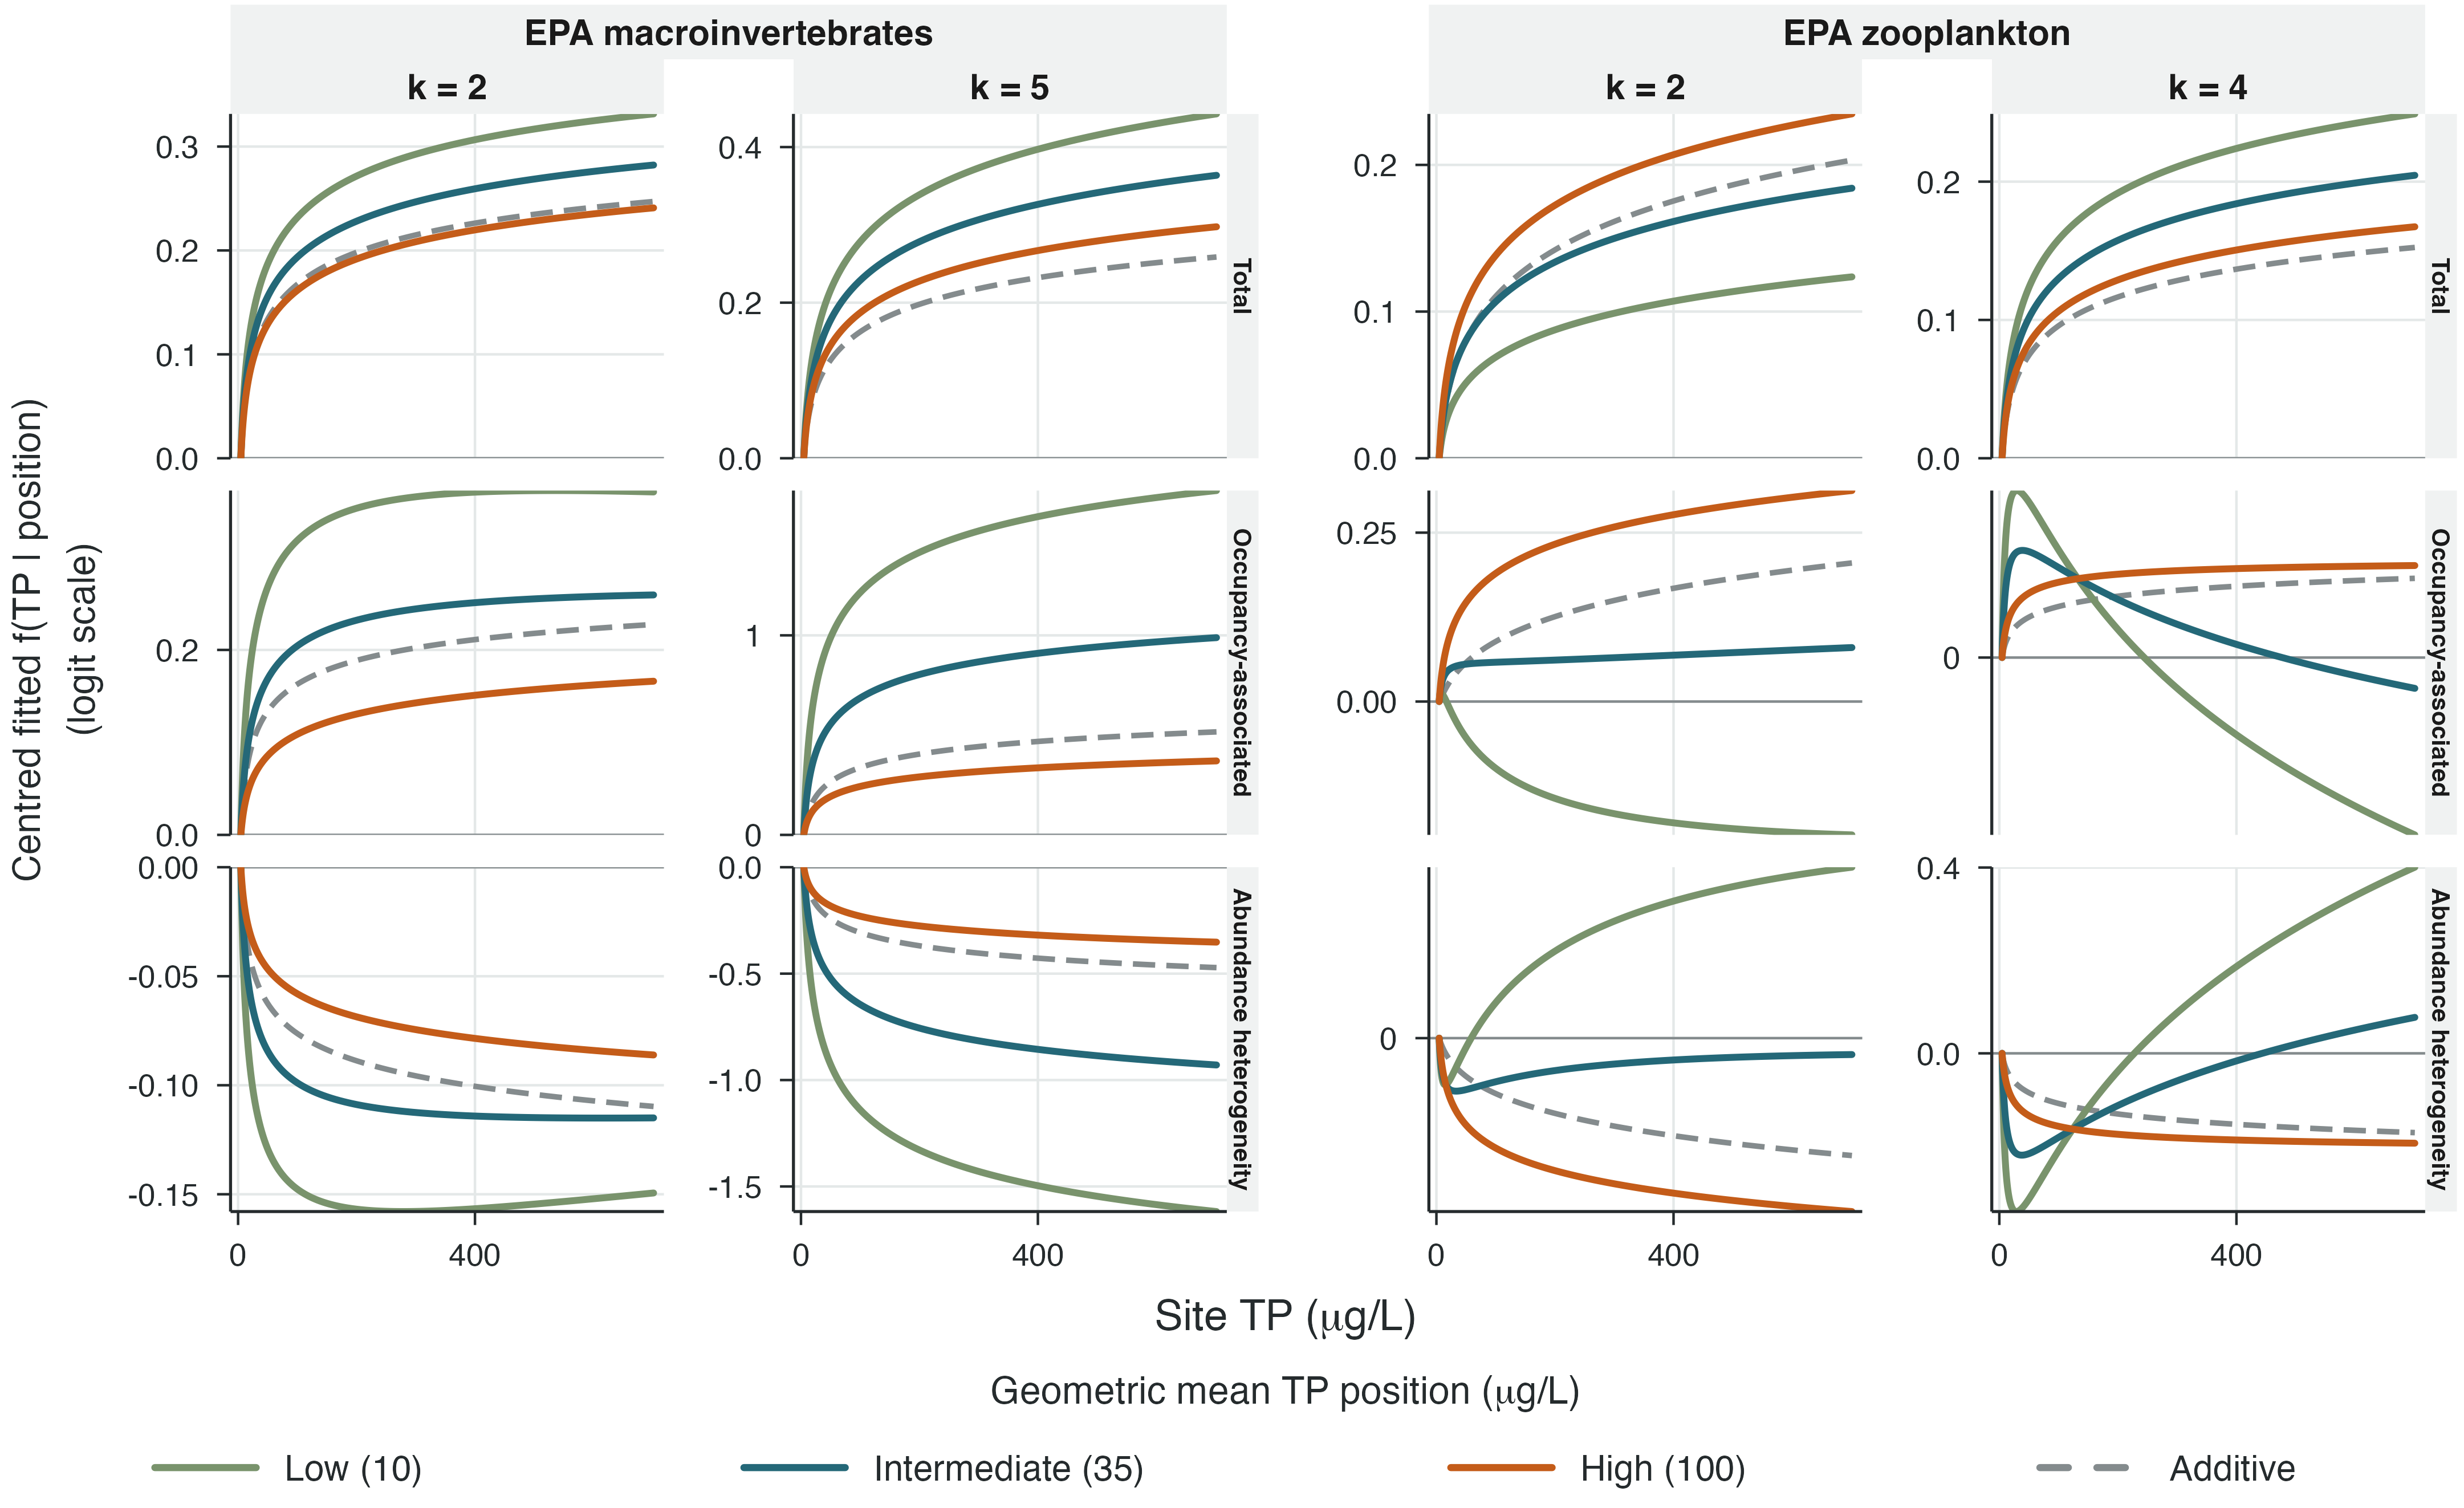 EPA macroinvertebrates
EPA zooplankton
k = 2
k = 5
k = 2
k = 4
Centred fitted f(TP | position)
(logit scale)
0.3
0.2
0.1
0.0
0.4
0.2
0.0
Total
0.2
0.1
0.0
0.2
0.1
0.0
Total
0.2
0.0
1
0
Occupancy-associated
0.25
0.00
0
Occupancy-associated
0.00
-0.05
-0.10
-0.15
0.0
-0.5
-1.0
-1.5
Abundance heterogeneity
0
0.4
0.0
Abundance heterogeneity
0
400
0
400
0
400
0
400
Site TP (μg/L)
Geometric mean TP position (μg/L)
Low (10)
Intermediate (35)
High (100)
Additive